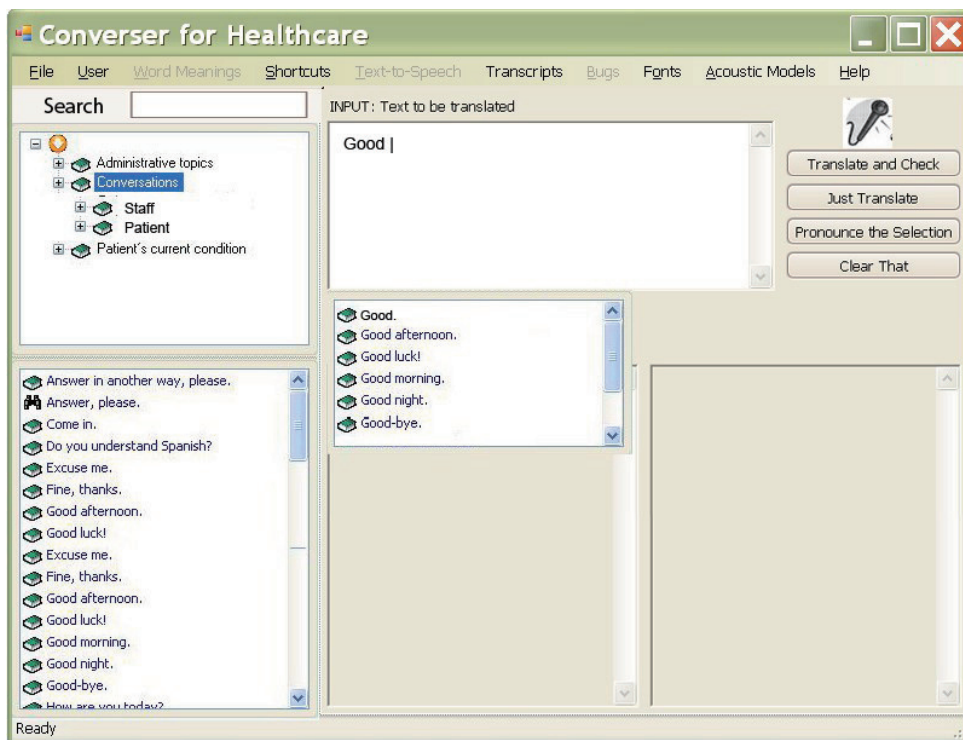 Converser for Healthcare
File User Word Meanings Shortcuts Text-to-Speech Transcripts Bugs Fonts Acoustic Models Help
Search
INPUT: Text to be translated
Good
Administrative topics
Conversations
Staff
Patient
Patient´s current condition
Translate and Check
Just Translate
Pronounce the Selection
Clear That
Good.
Good afternoon.
Good luck!
Good morning.
Good night.
Good-bye.
Answer in another way, please.
Answer, please.
Come in.
Do you understand Spanish?
Excuse me.
Fine, thanks.
Good afternoon.
Good luck!
Excuse me.
Fine, thanks.
Good afternoon.
Good luck!
Good morning.
Good night.
Good-bye.
How are you today?
Ready